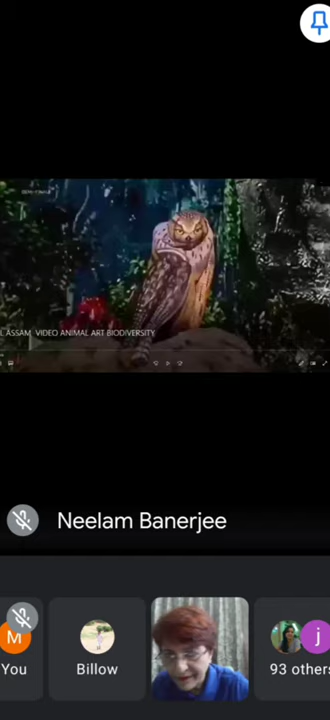 L ASSAM VIDEO ANIMAL ART BIODIVERSITY
Neelam Banerjee
M
j
You
Billow
93 others